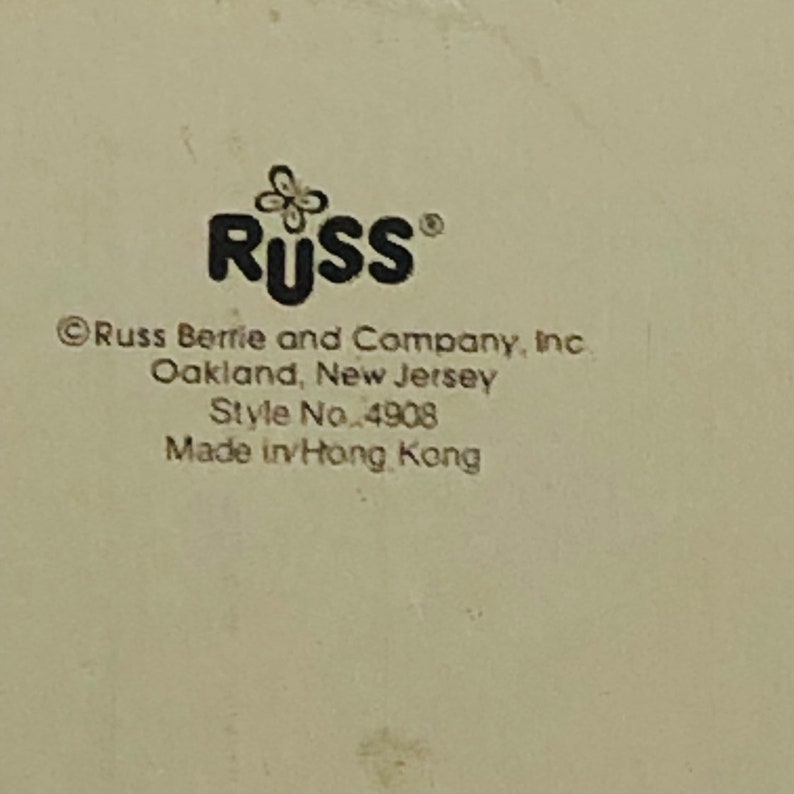 RUSS®
©Russ Berrie and Company, Inc.
Oakland, New Jersey
Style No. 4908
Made in Hong Kong